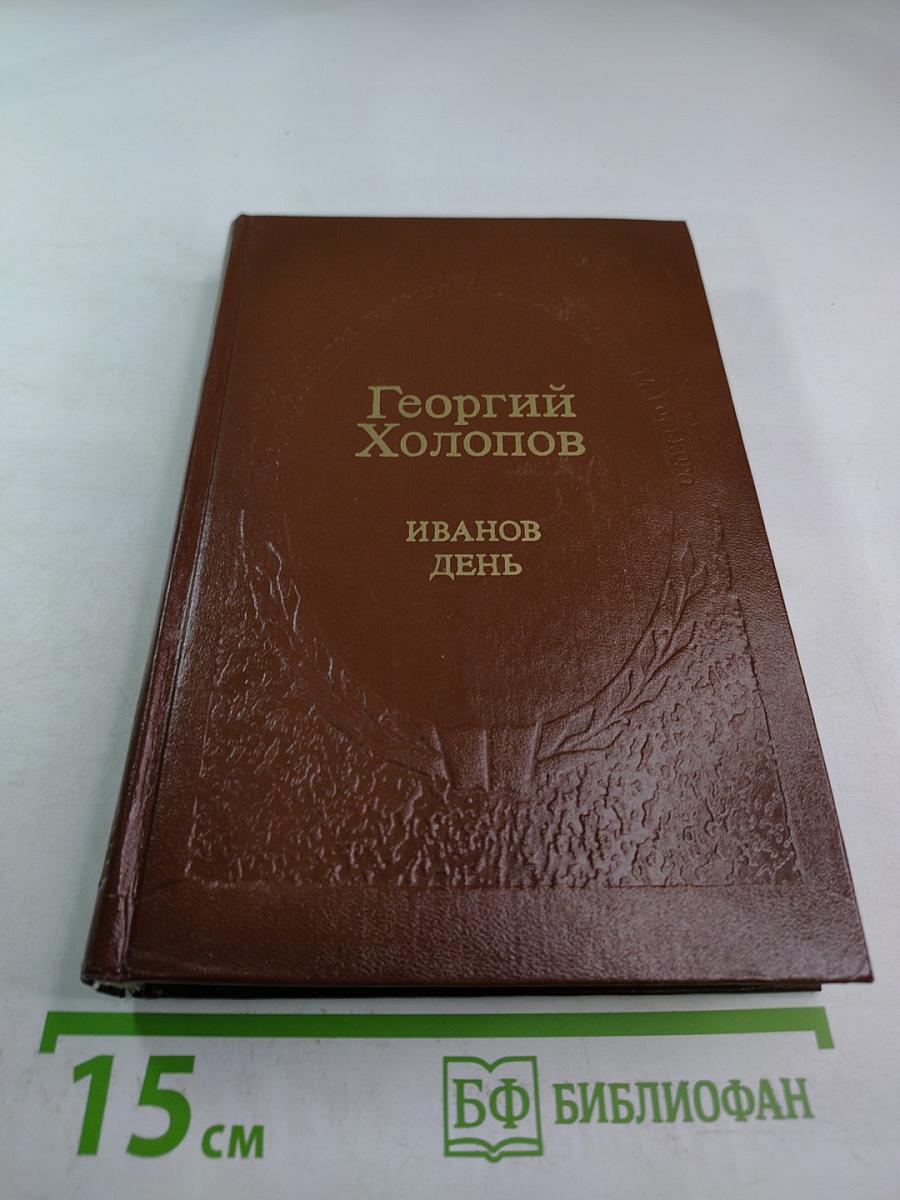 Георгий
Холопов
ИВАНОВ
ДЕНЬ
15 см
БФ БИБЛИОФАН